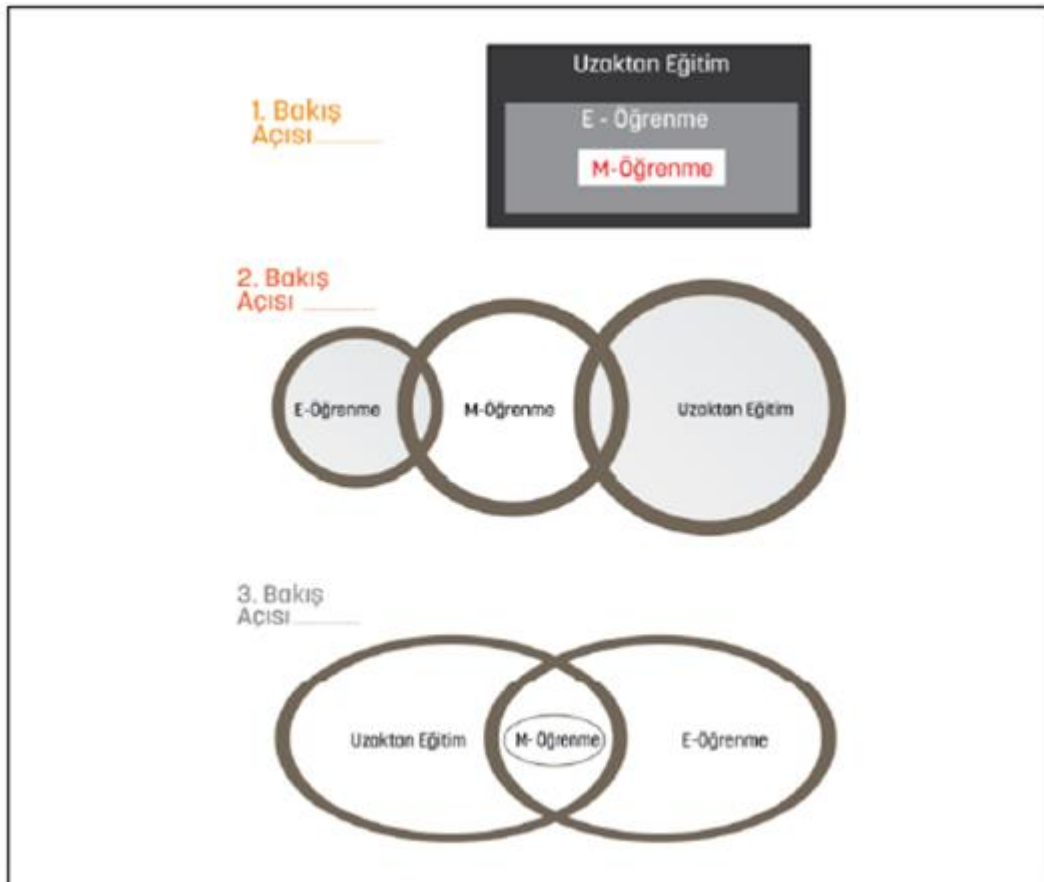 Uzaktan Eğitim
E - Öğrenme
M-Öğrenme
1. Bakış
Açısı
2. Bakış
Açısı
E-Öğrenme
M-Öğrenme
Uzaktan Eğitim
3. Bakış
Açısı
Uzaktan Eğitim
M- Öğrenme
E-Öğrenme